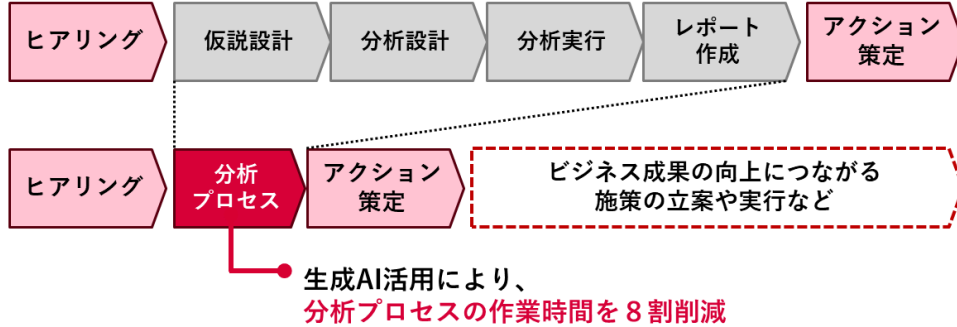 ヒアリング
仮説設計
分析設計
分析実行
レポート
作成
アクション
策定
ヒアリング
分析
プロセス
アクション
策定
ビジネス成果の向上につながる
施策の立案や実行など
生成AI活用により、
分析プロセスの作業時間を８割削減